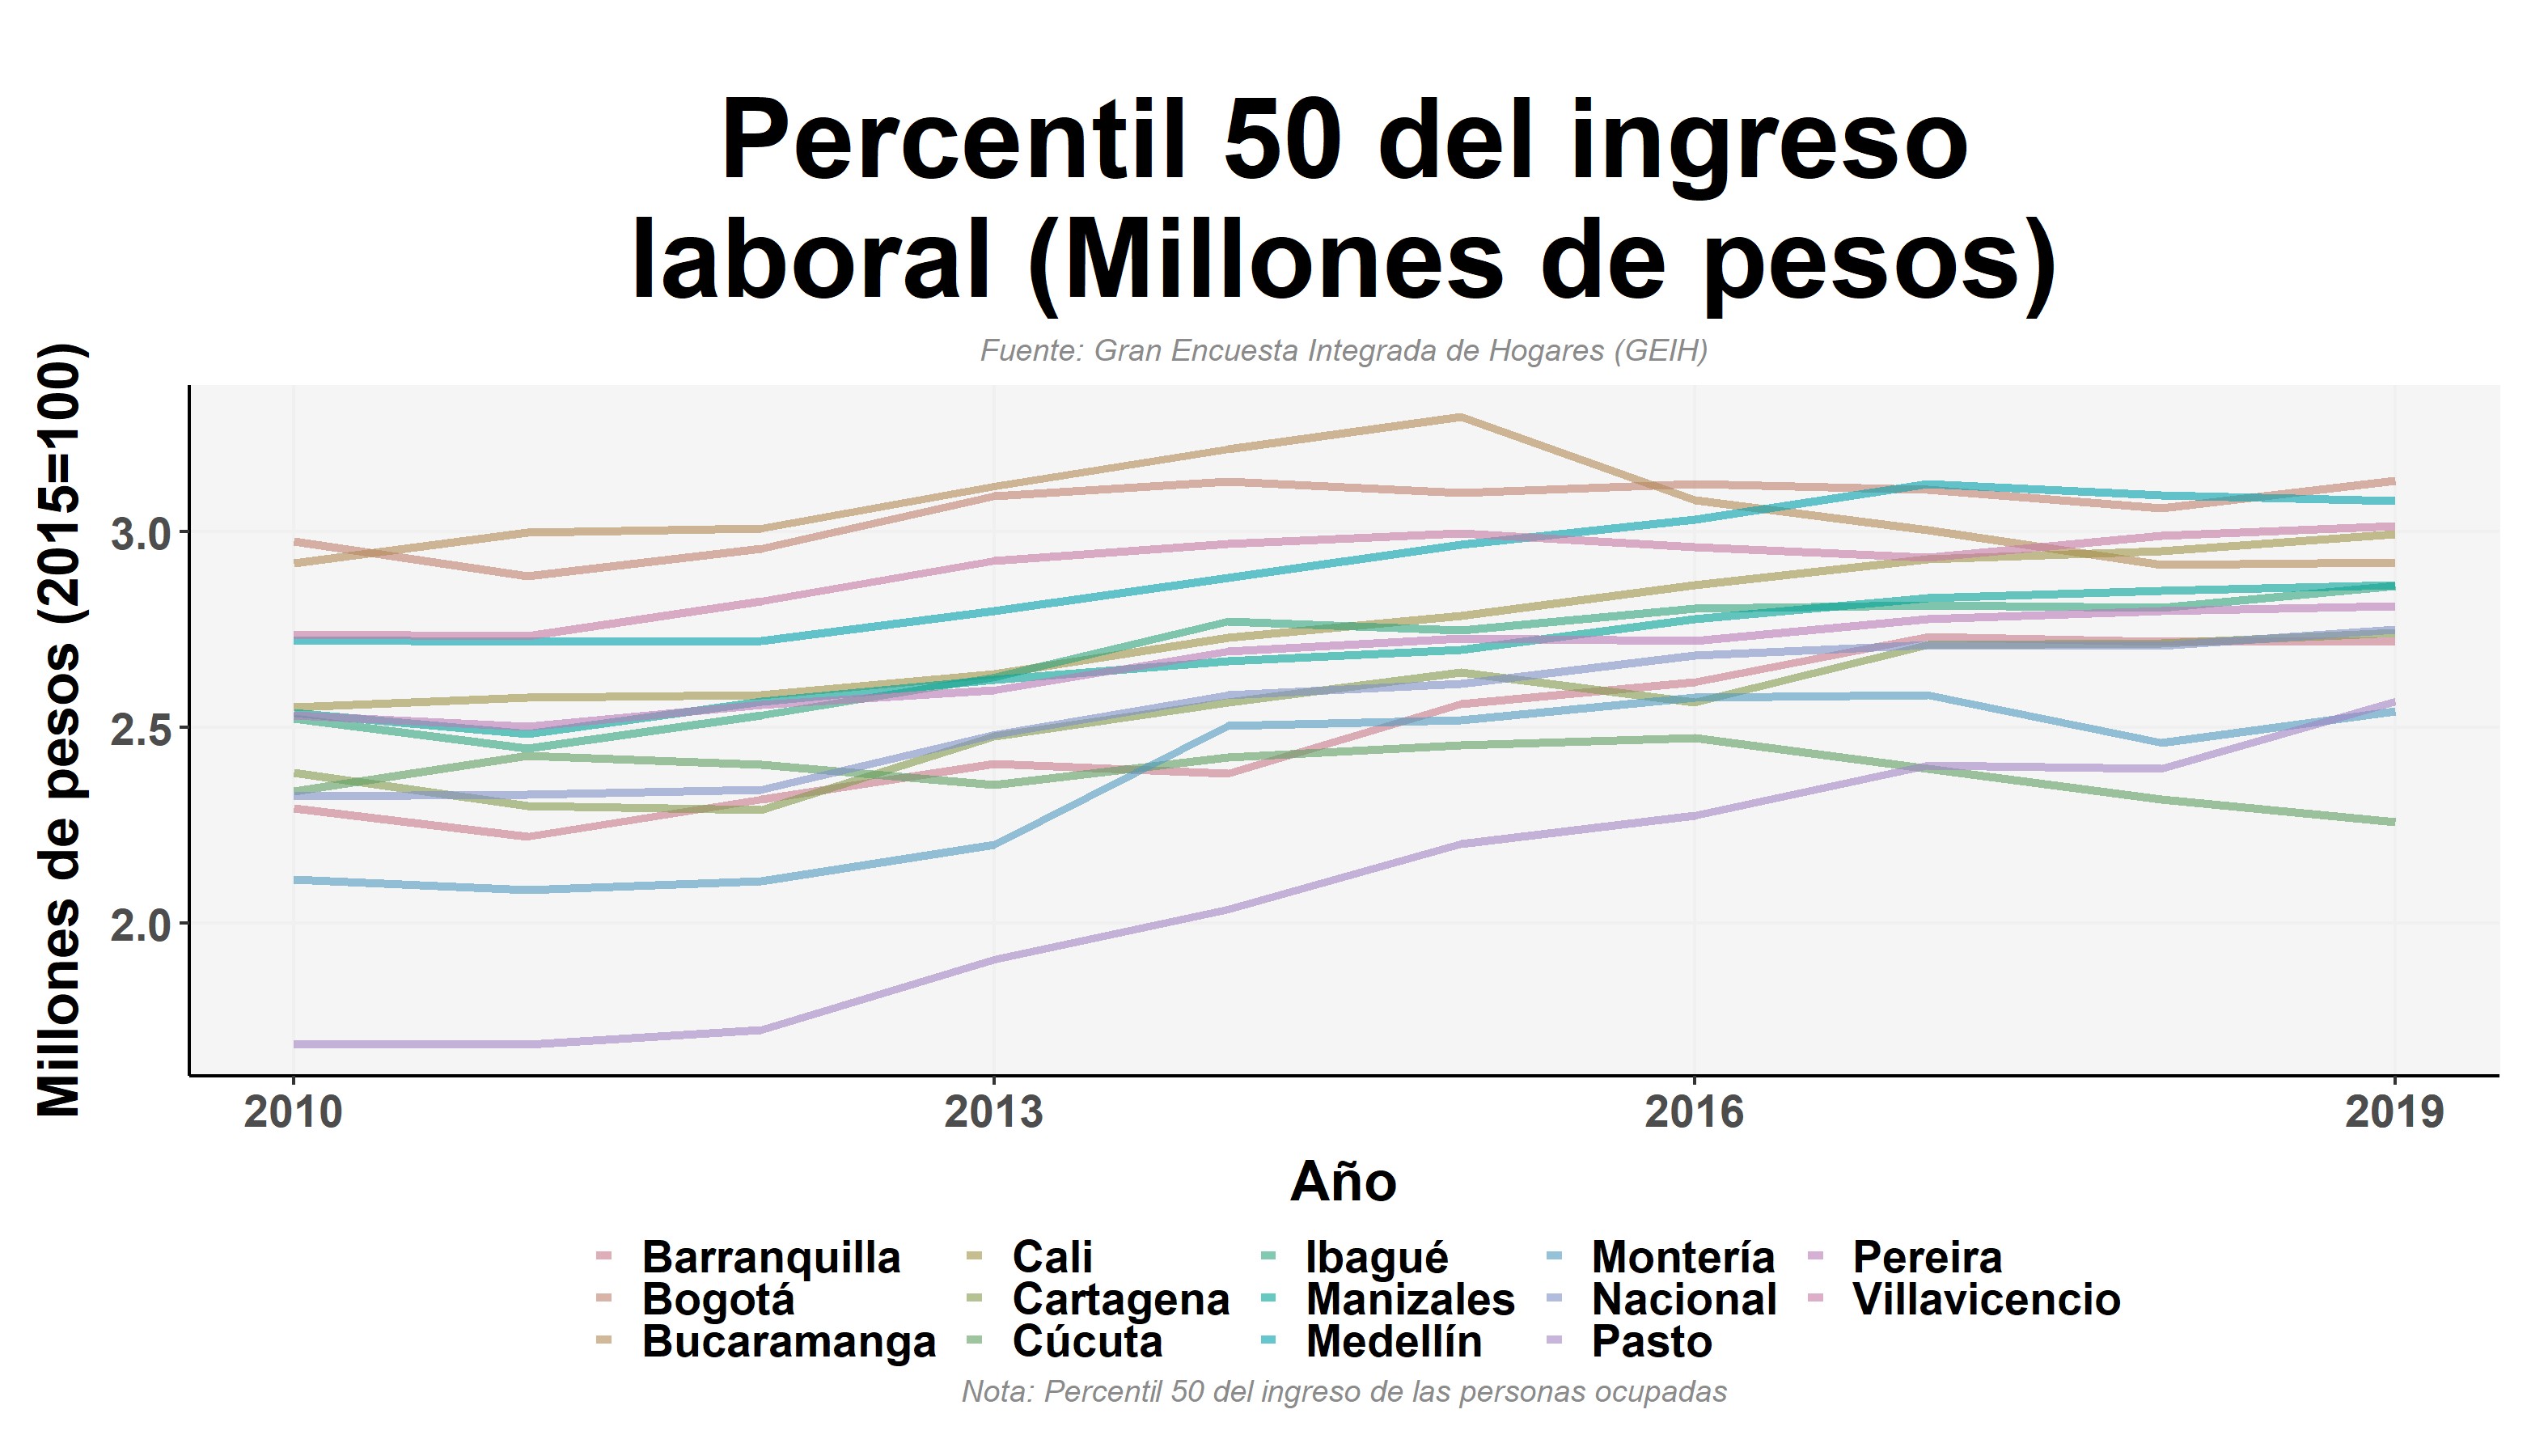 Percentil 50 del ingreso
laboral (Millones de pesos)
Fuente: Gran Encuesta Integrada de Hogares (GEIH)
Millones de pesos (2015=100)
3.0
2.5
2.0
2010 2013 2016 2019
Año
Barranquilla Cali Ibagué Montería Pereira
Bogotá Cartagena Manizales Nacional Villavicencio
Bucaramanga Cúcuta Medellín Pasto
Nota: Percentil 50 del ingreso de las personas ocupadas